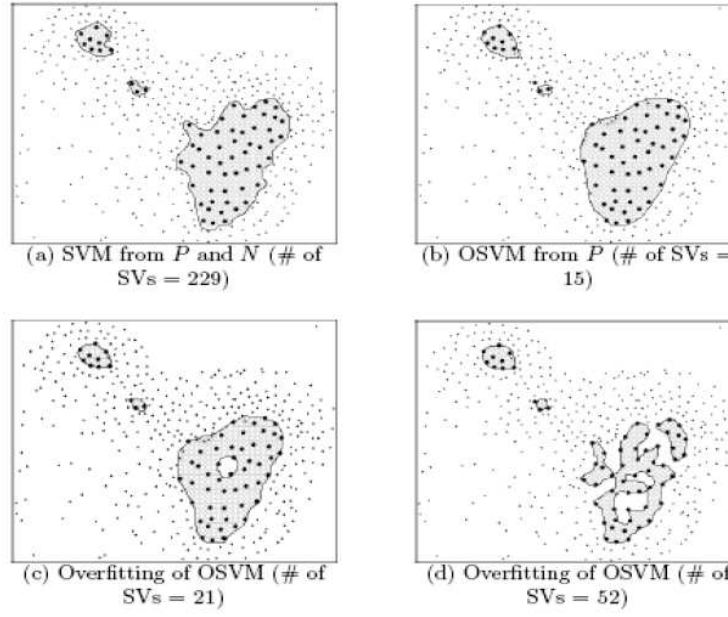 (a) SVM from P and N (# of
SVs = 229)
(b) OSVM from P (# of SVs =
15)
(c) Overfitting of OSVM (# of
SVs = 21)
(d) Overfitting of OSVM (# of
SVs = 52)